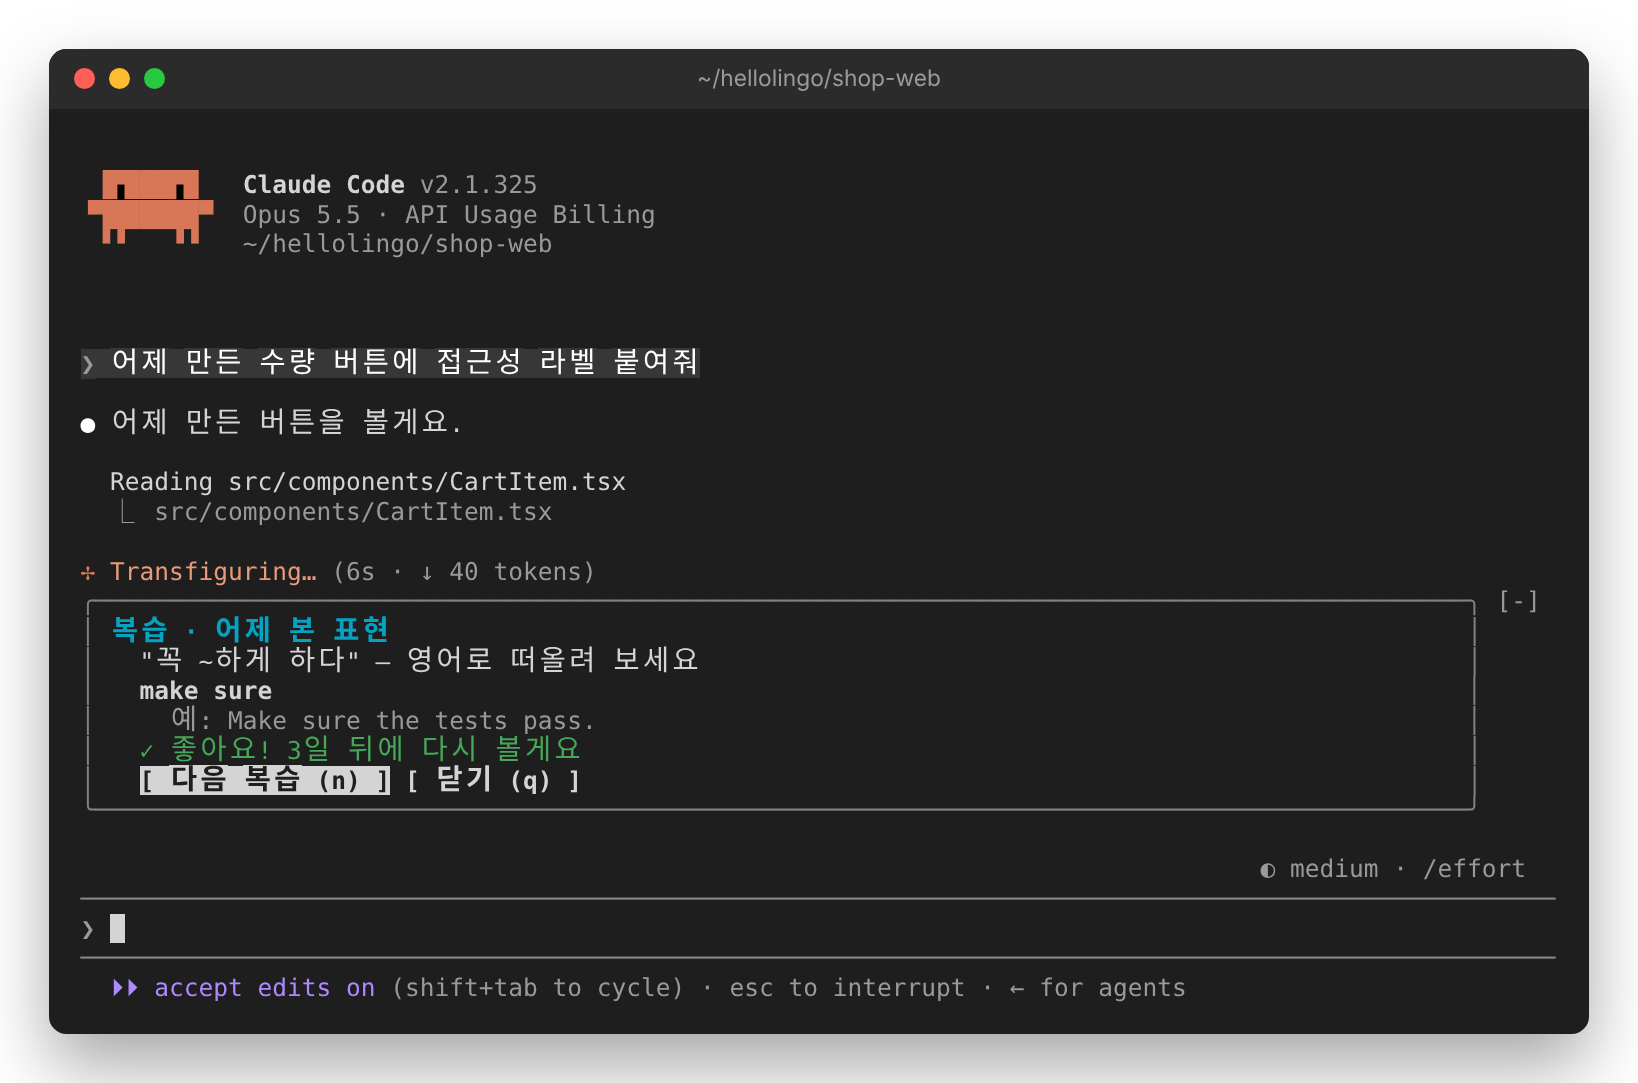 ~/hellolingo/shop-web
Claude Code v2.1.325
Opus 5.5 · API Usage Billing
~/hellolingo/shop-web
❯ 어제 만든 수량 버튼에 접근성 라벨 붙여줘
● 어제 만든 버튼을 볼게요.
Reading src/components/CartItem.tsx
⎿ src/components/CartItem.tsx
✢ Transfiguring… (6s · ↓ 40 tokens)
[-]
복습 · 어제 본 표현
"꼭 ~하게 하다" — 영어로 떠올려 보세요
make sure
예: Make sure the tests pass.
✓ 좋아요! 3일 뒤에 다시 볼게요
[ 다음 복습 (n) ] [ 닫기 (q) ]
◐ medium · /effort
❯
⏵⏵ accept edits on (shift+tab to cycle) · esc to interrupt · ← for agents